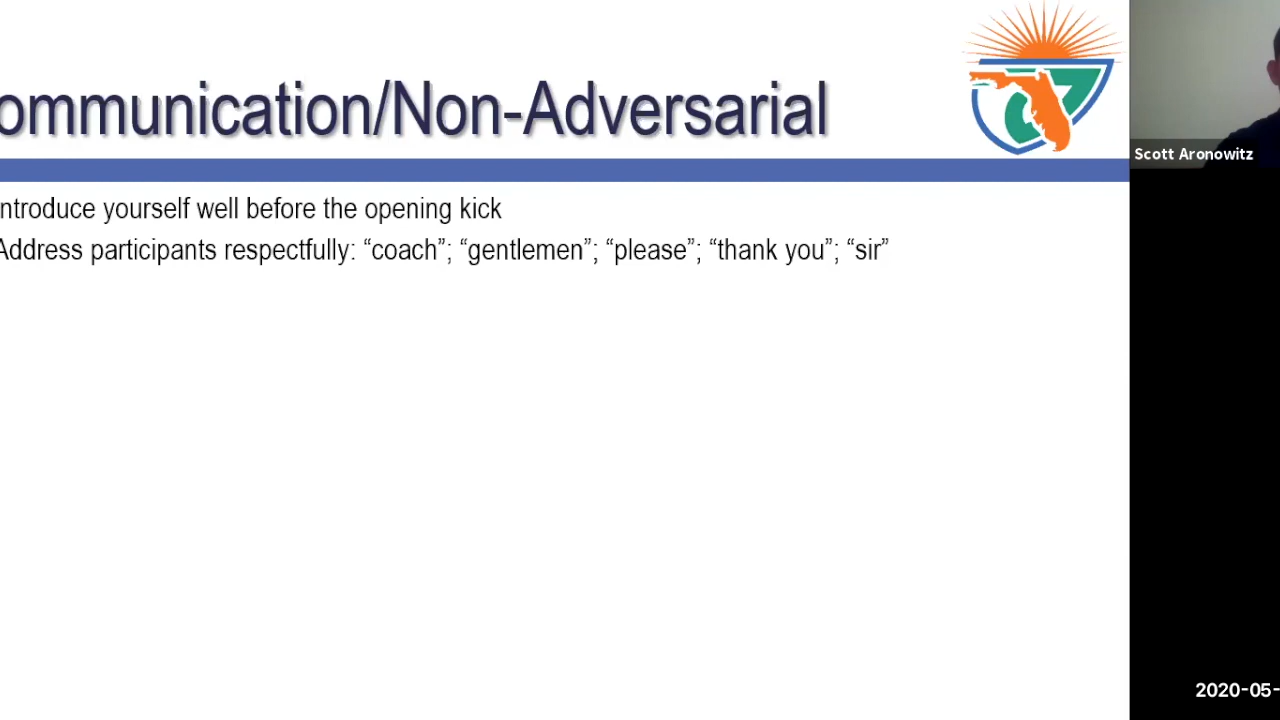 ommunication/Non-Adversarial
ntroduce yourself well before the opening kick
Address participants respectfully: “coach”; “gentlemen”; “please”; “thank you”; “sir”
Scott Aronowitz
2020-05-